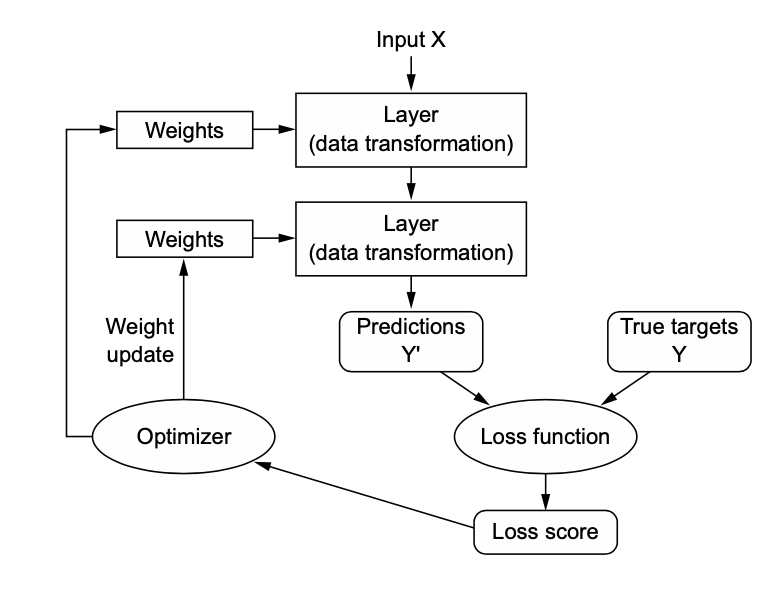 Input X
Weights
Layer
(data transformation)
Weights
Layer
(data transformation)
Weight
update
Predictions
Y'
True targets
Y
Optimizer
Loss function
Loss score